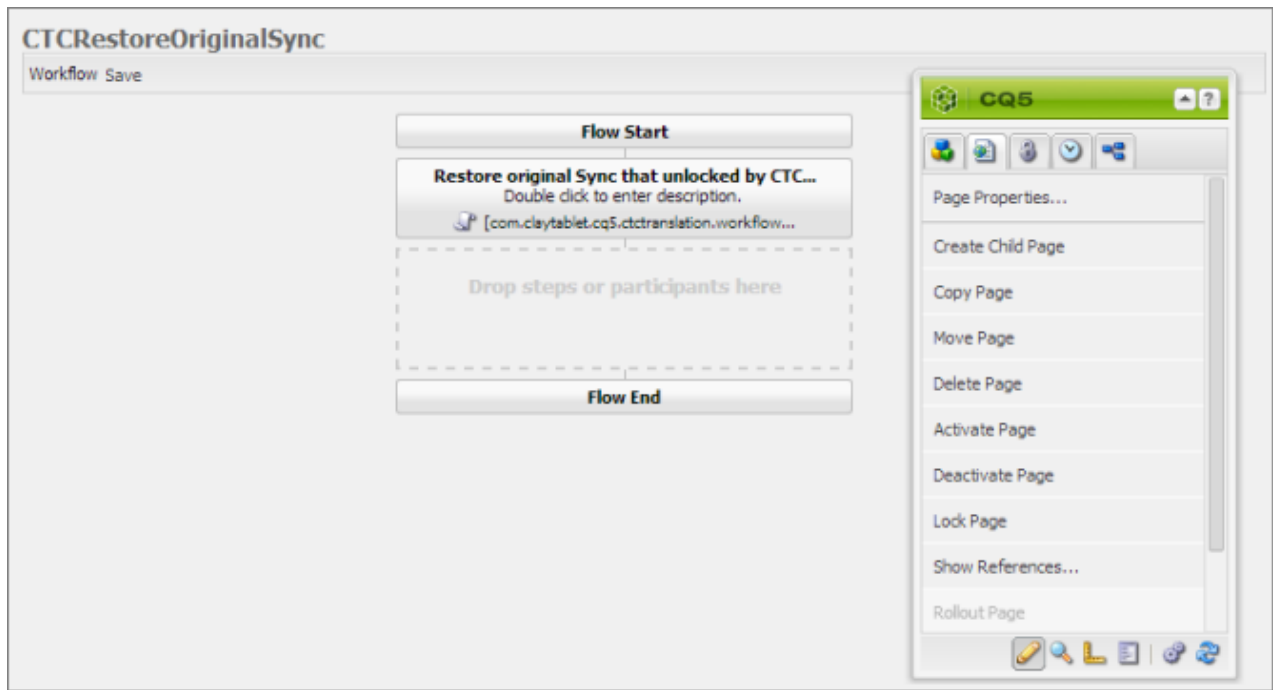 CTCRestoreOriginalSync
Workflow Save
Flow Start
Restore original Sync that unlocked by CTC...
Double click to enter description.
[com.claytablet.cq5.ctctranslation.workflow...
Drop steps or participants here
Flow End
CQ5
?
Page Properties...
Create Child Page
Copy Page
Move Page
Delete Page
Activate Page
Deactivate Page
Lock Page
Show References...
Rollout Page